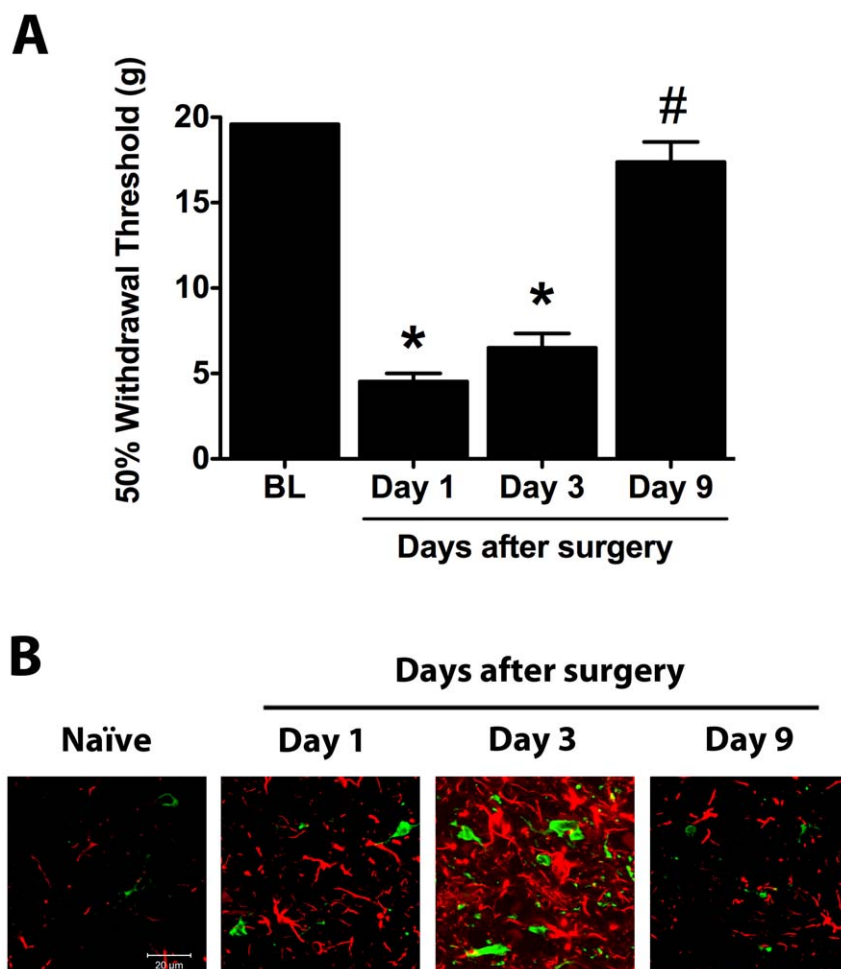 A
50% Withdrawal Threshold (g)
20
15
10
5
0
*
*
#
BL Day 1 Day 3 Day 9
Days after surgery
B
Days after surgery
Naïve Day 1 Day 3 Day 9
20 µm